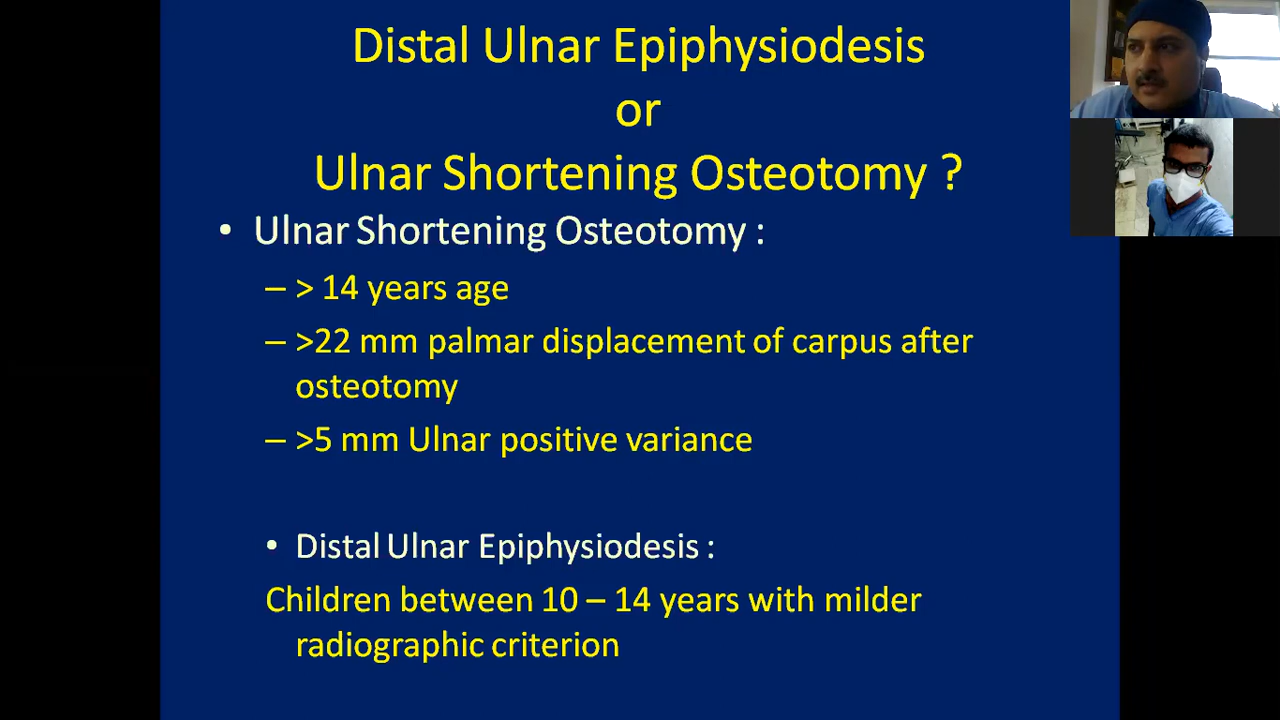 Distal Ulnar Epiphysiodesis
or
Ulnar Shortening Osteotomy ?
• Ulnar Shortening Osteotomy :
– > 14 years age
– >22 mm palmar displacement of carpus after
osteotomy
– >5 mm Ulnar positive variance
• Distal Ulnar Epiphysiodesis :
Children between 10 – 14 years with milder
radiographic criterion